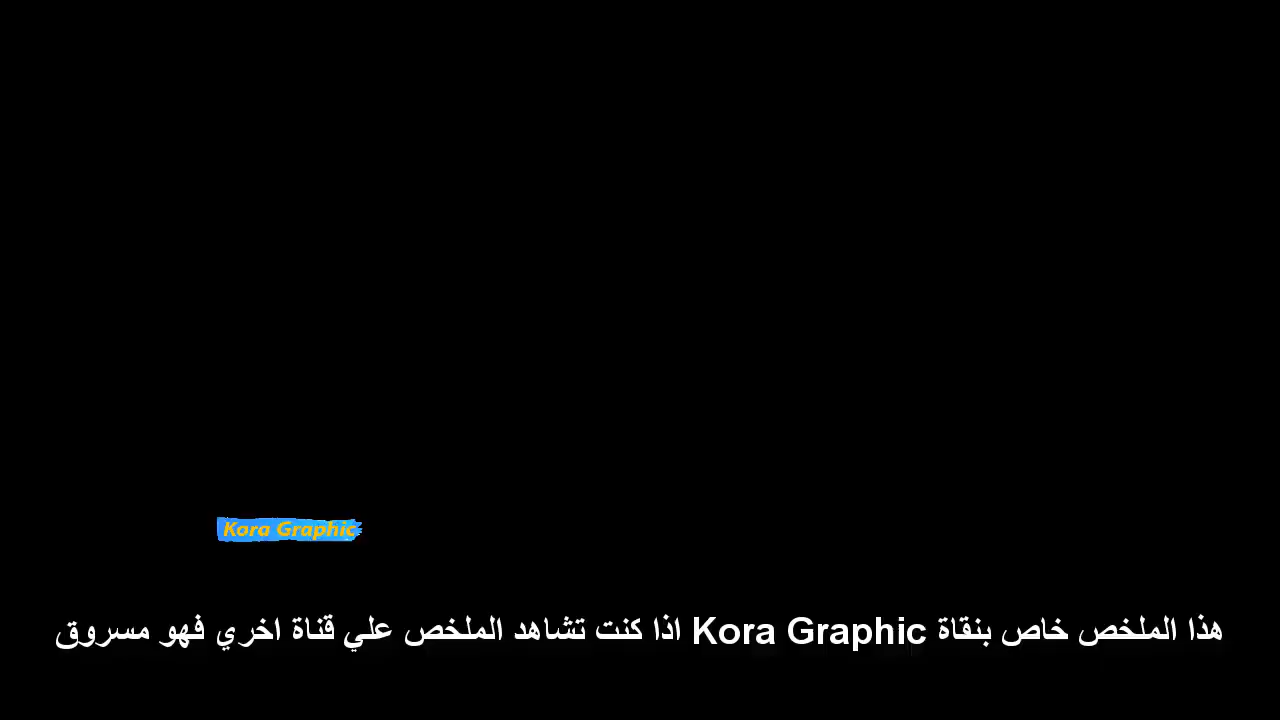 Kora Graphic
هذا الملخص خاص بنقاة Kora Graphic اذا كنت تشاهد الملخص علي قناة اخري فهو مسروق